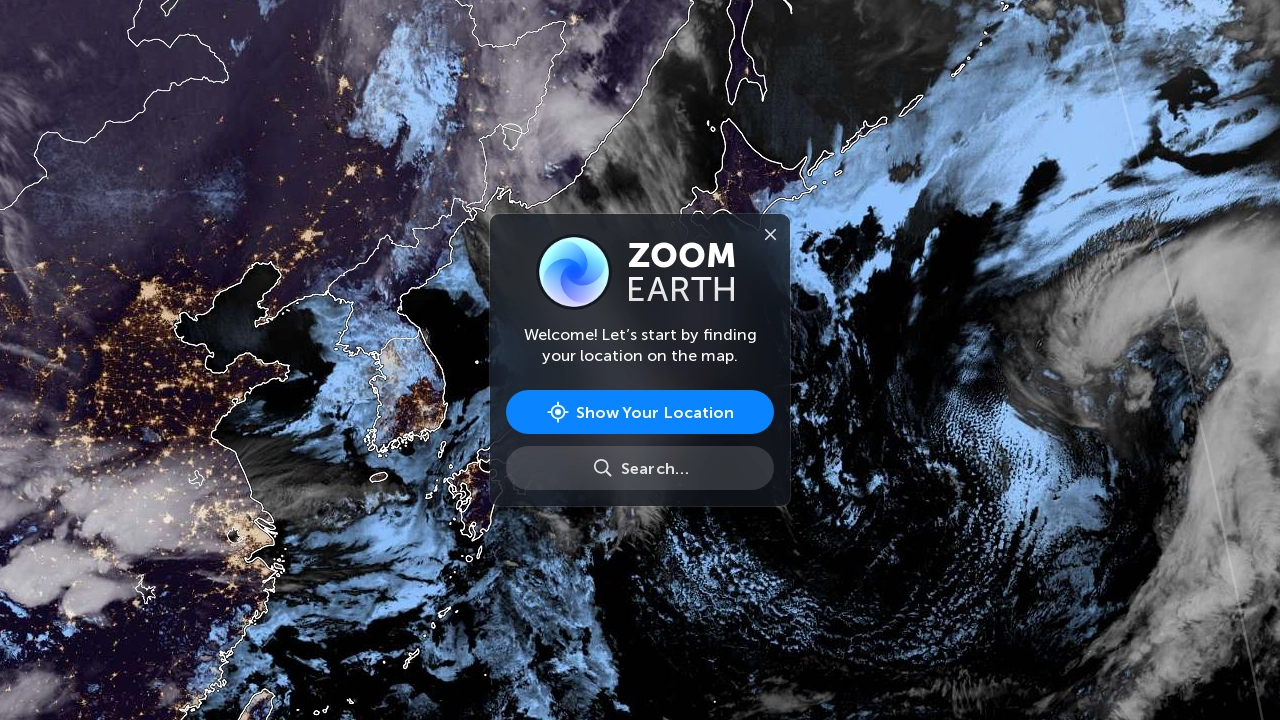 ZOOM
EARTH
Welcome! Let’s start by finding
your location on the map.
Show Your Location
Search…